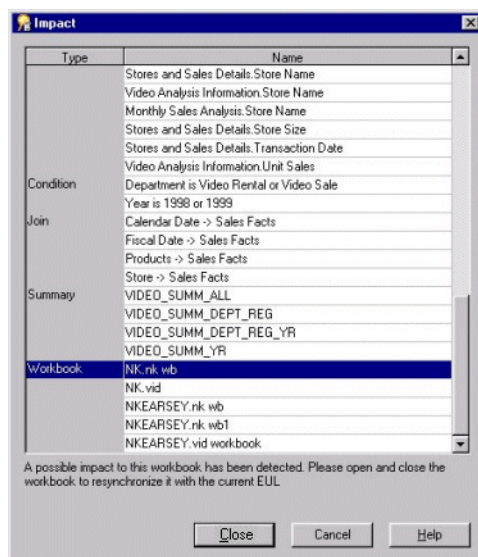 Impact
Type Name
Stores and Sales Details.Store Name
Video Analysis Information.Store Name
Monthly Sales Analysis.Store Name
Stores and Sales Details.Store Size
Stores and Sales Details.Transaction Date
Video Analysis Information.Unit Sales
Condition Department is Video Rental or Video Sale
Year is 1998 or 1999
Join Calendar Date -> Sales Facts
Fiscal Date -> Sales Facts
Products -> Sales Facts
Store -> Sales Facts
Summary VIDEO_SUMM_ALL
VIDEO_SUMM_DEPT_REG
VIDEO_SUMM_DEPT_REG_YR
VIDEO_SUMM_YR
Workbook NK.nk wb
NK.vid
NKEARSEY.nk wb
NKEARSEY.nk wb1
NKEARSEY.vid workbook
A possible impact to this workbook has been detected. Please open and close the
workbook to resynchronize it with the current EUL
Close Cancel Help